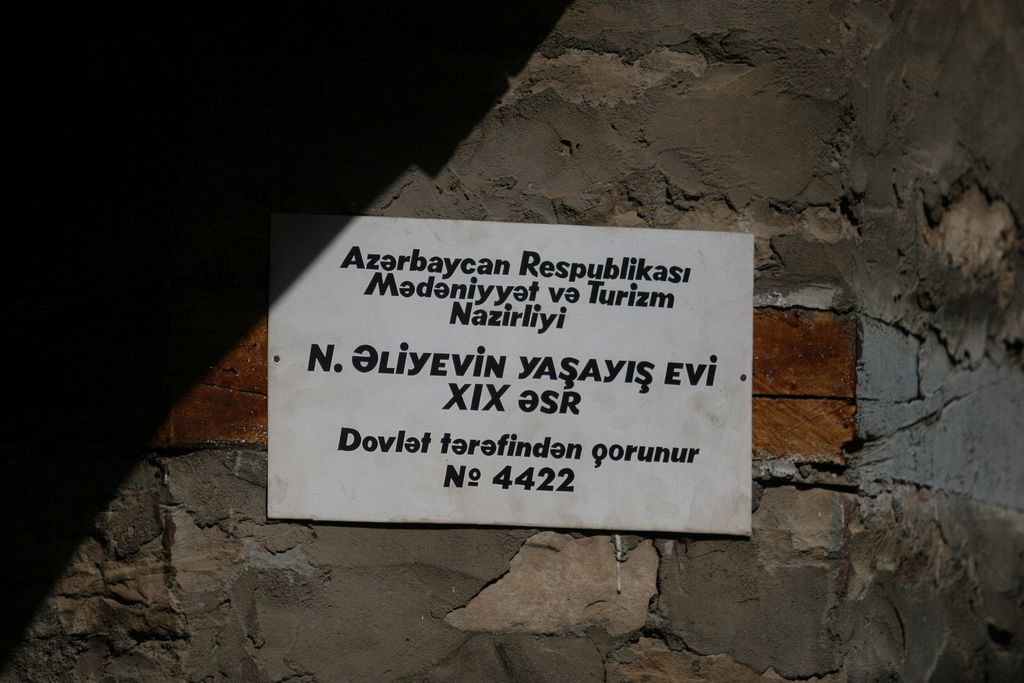 Azərbaycan Respublikası
Mədəniyyət və Turizm
Nazirliyi
N. ƏLİYEVİN YAŞAYIŞ EVİ
XIX ƏSR
Dovlət tərəfindən qorunur
№ 4422